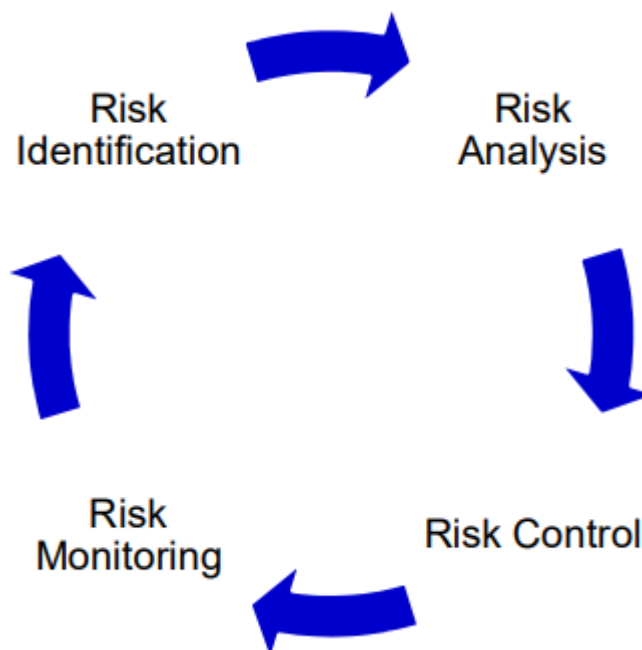 Risk
Identification
Risk
Analysis
Risk Control
Risk
Monitoring